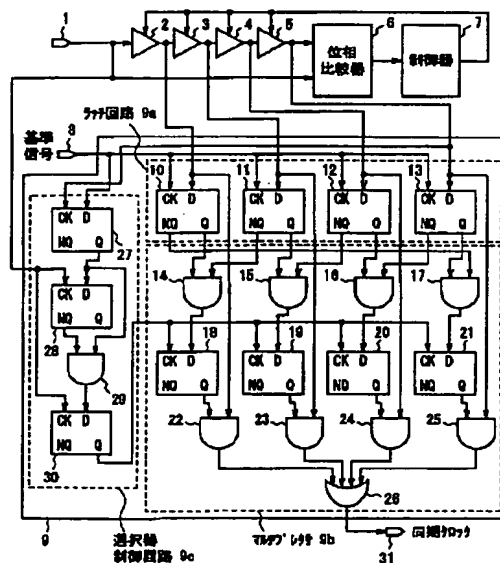 1
2
3
4
5
6
7
位相
比較器
制御器
ラッチ回路 9a
基準
信号
8
10
11
12
13
CK D
NQ Q
CK D
NQ Q
CK D
NQ Q
CK D
NQ Q
CK D
NQ Q
27
14
15
16
17
CK D
NQ Q
28
29
18
19
20
21
CK D
NQ Q
CK D
NQ Q
CK D
NQ Q
CK D
NQ Q
22
23
24
25
CK D
NQ Q
30
26
9
選択器
制御回路 9c
マルチプレクサ 9b
同期クロック
31